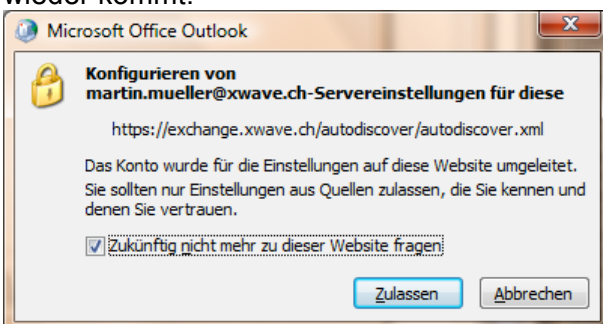 wieder kommt.
Microsoft Office Outlook
Konfigurieren von
martin.mueller@xwave.ch-Servereinstellungen für diese
https://exchange.xwave.ch/autodiscover/autodiscover.xml
Das Konto wurde für die Einstellungen auf diese Website umgeleitet.
Sie sollten nur Einstellungen aus Quellen zulassen, die Sie kennen und
denen Sie vertrauen.
Zukünftig nicht mehr zu dieser Website fragen
Zulassen Abbrechen